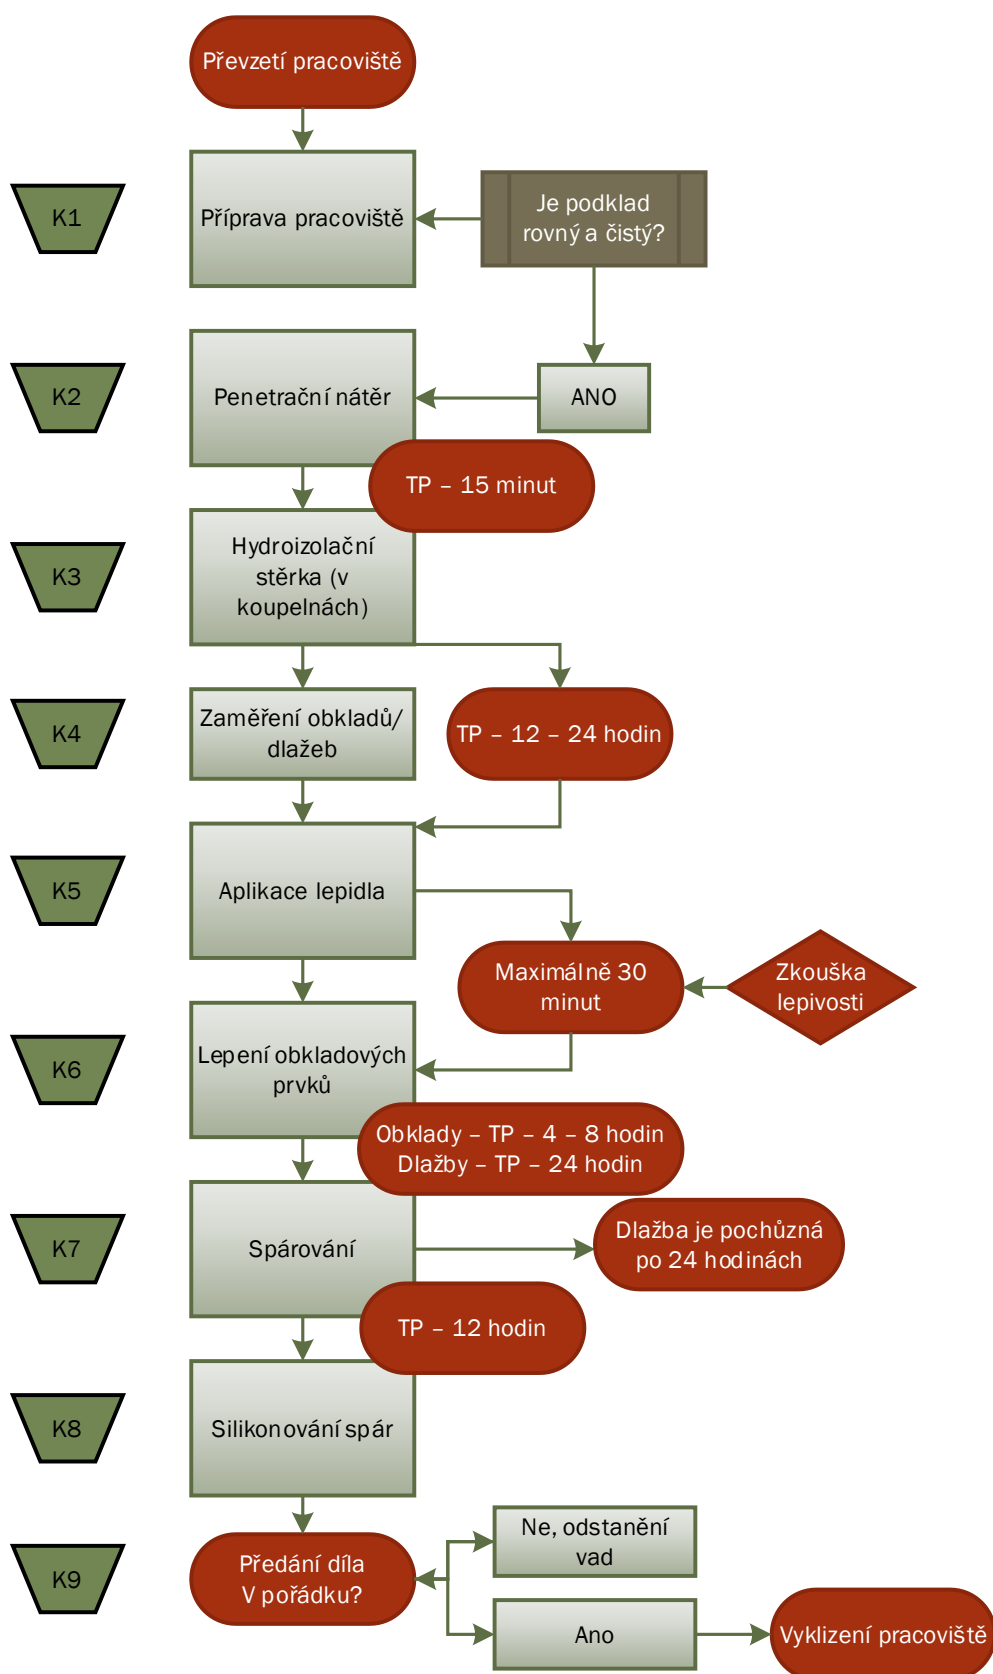 Převzetí pracoviště
K1
Příprava pracoviště
Je podklad
rovný a čistý?
K2
Penetrační nátěr
ANO
TP – 15 minut
K3
Hydroizolační
stěrka (v
koupelnách)
K4
Zaměření obkladů/
dlažeb
TP – 12 – 24 hodin
K5
Aplikace lepidla
Maximálně 30
minut
Zkouška
lepivosti
K6
Lepení obkladových
prvků
Obklady – TP – 4 – 8 hodin
Dlažby – TP – 24 hodin
K7
Spárování
Dlažba je pochůzná
po 24 hodinách
TP – 12 hodin
K8
Silikonování spár
K9
Předání díla
V pořádku?
Ne, odstanění
vad
Ano
Vyklizení pracoviště